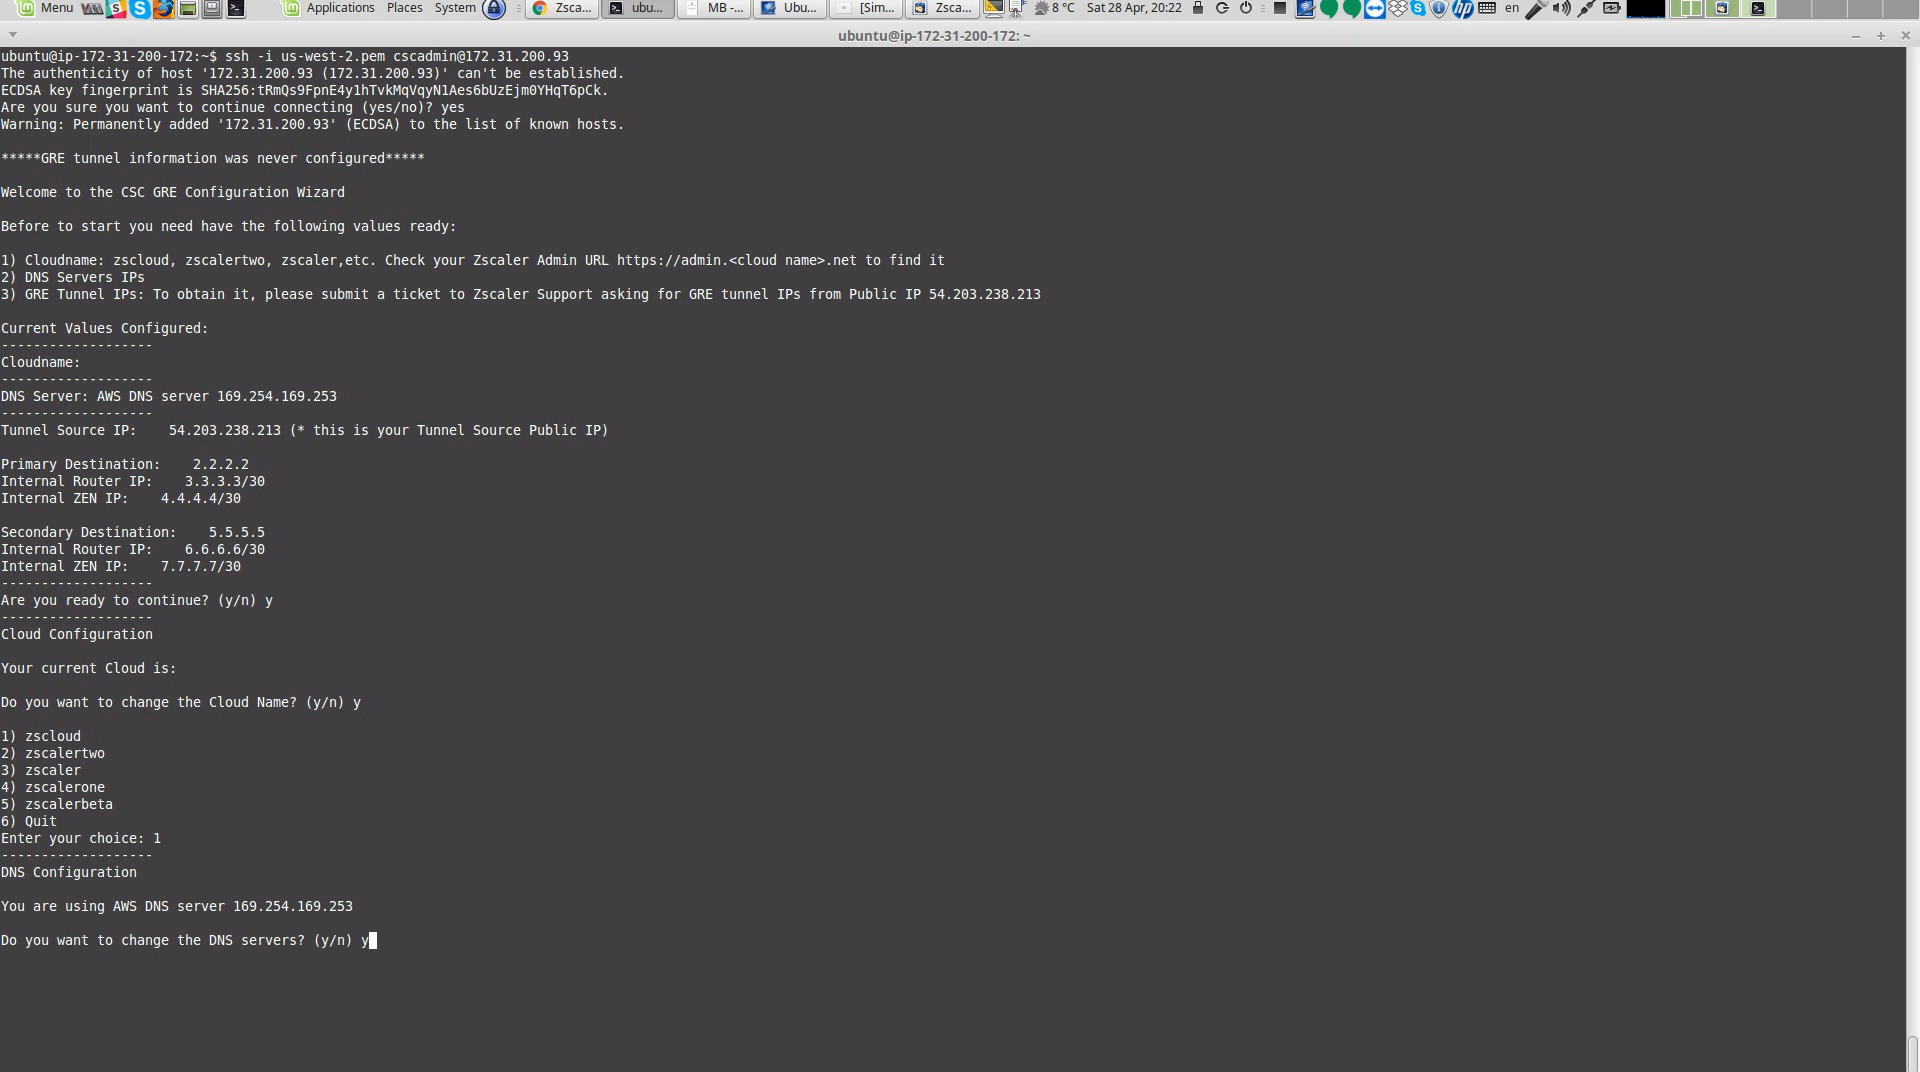 Menu Applications Places System Zsca... ubu... MB -... Ubu... [Sim... Zsca... 8 °C Sat 28 Apr, 20:22 en
ubuntu@ip-172-31-200-172: ~
ubuntu@ip-172-31-200-172:~$ ssh -i us-west-2.pem cscadmin@172.31.200.93
The authenticity of host '172.31.200.93 (172.31.200.93)' can't be established.
ECDSA key fingerprint is SHA256:tRmQs9FpnE4y1hTvkMqVqyN1Aes6bUzEjm0YHqT6pCk.
Are you sure you want to continue connecting (yes/no)? yes
Warning: Permanently added '172.31.200.93' (ECDSA) to the list of known hosts.
*****GRE tunnel information was never configured*****
Welcome to the CSC GRE Configuration Wizard
Before to start you need have the following values ready:
1) Cloudname: zscloud, zscalertwo, zscaler,etc. Check your Zscaler Admin URL https://admin.<cloud name>.net to find it
2) DNS Servers IPs
3) GRE Tunnel IPs: To obtain it, please submit a ticket to Zscaler Support asking for GRE tunnel IPs from Public IP 54.203.238.213
Current Values Configured:
-------------------
Cloudname:
-------------------
DNS Server: AWS DNS server 169.254.169.253
-------------------
Tunnel Source IP:    54.203.238.213 (* this is your Tunnel Source Public IP)
Primary Destination:    2.2.2.2
Internal Router IP:    3.3.3.3/30
Internal ZEN IP:    4.4.4.4/30
Secondary Destination:    5.5.5.5
Internal Router IP:    6.6.6.6/30
Internal ZEN IP:    7.7.7.7/30
-------------------
Are you ready to continue? (y/n) y
-------------------
Cloud Configuration
Your current Cloud is:
Do you want to change the Cloud Name? (y/n) y
1) zscloud
2) zscalertwo
3) zscaler
4) zscalerone
5) zscalerbeta
6) Quit
Enter your choice: 1
-------------------
DNS Configuration
You are using AWS DNS server 169.254.169.253
Do you want to change the DNS servers? (y/n) y